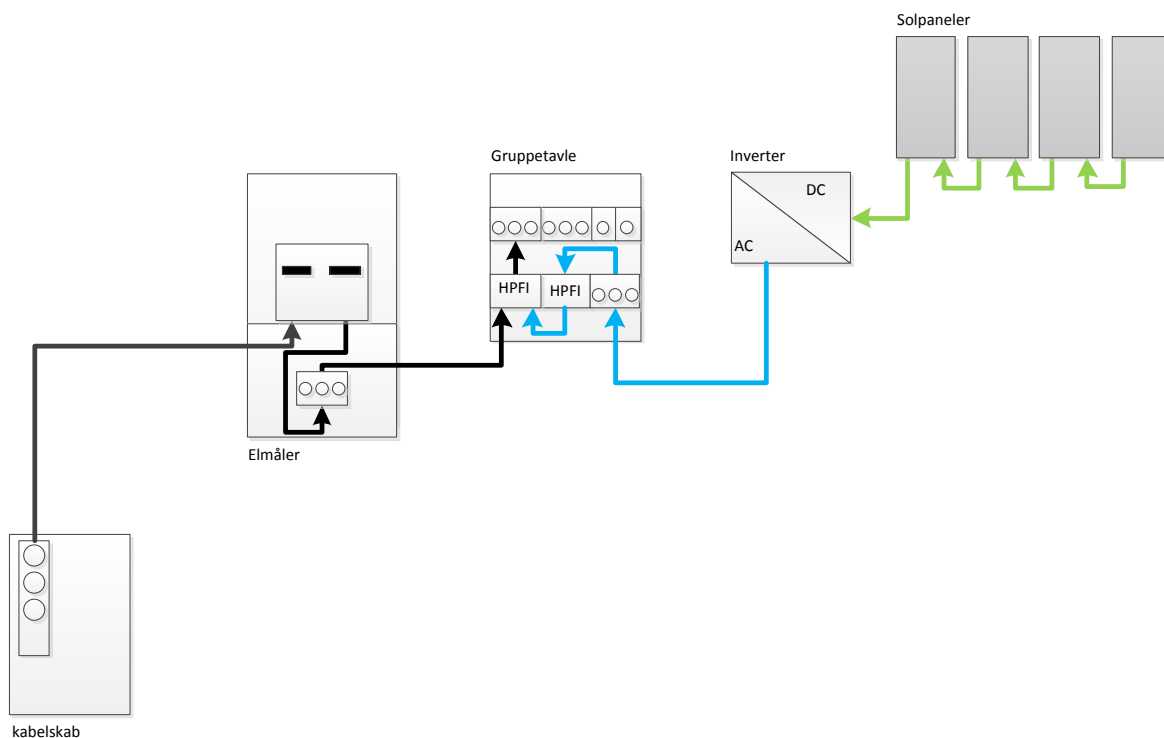 Solpaneler
Gruppetavle
Inverter
DC
AC
HPFI
HPFI
Elmåler
kabelskab